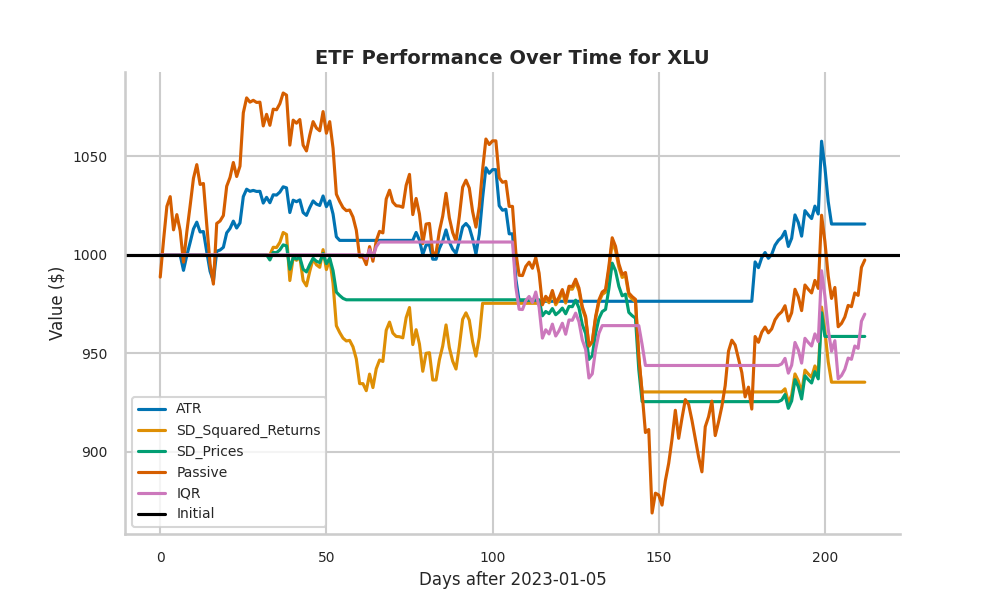 ETF Performance Over Time for XLU
Value ($)
1050
1000
950
900
ATR
SD_Squared_Returns
SD_Prices
Passive
IQR
Initial
0 50 100 150 200
Days after 2023-01-05